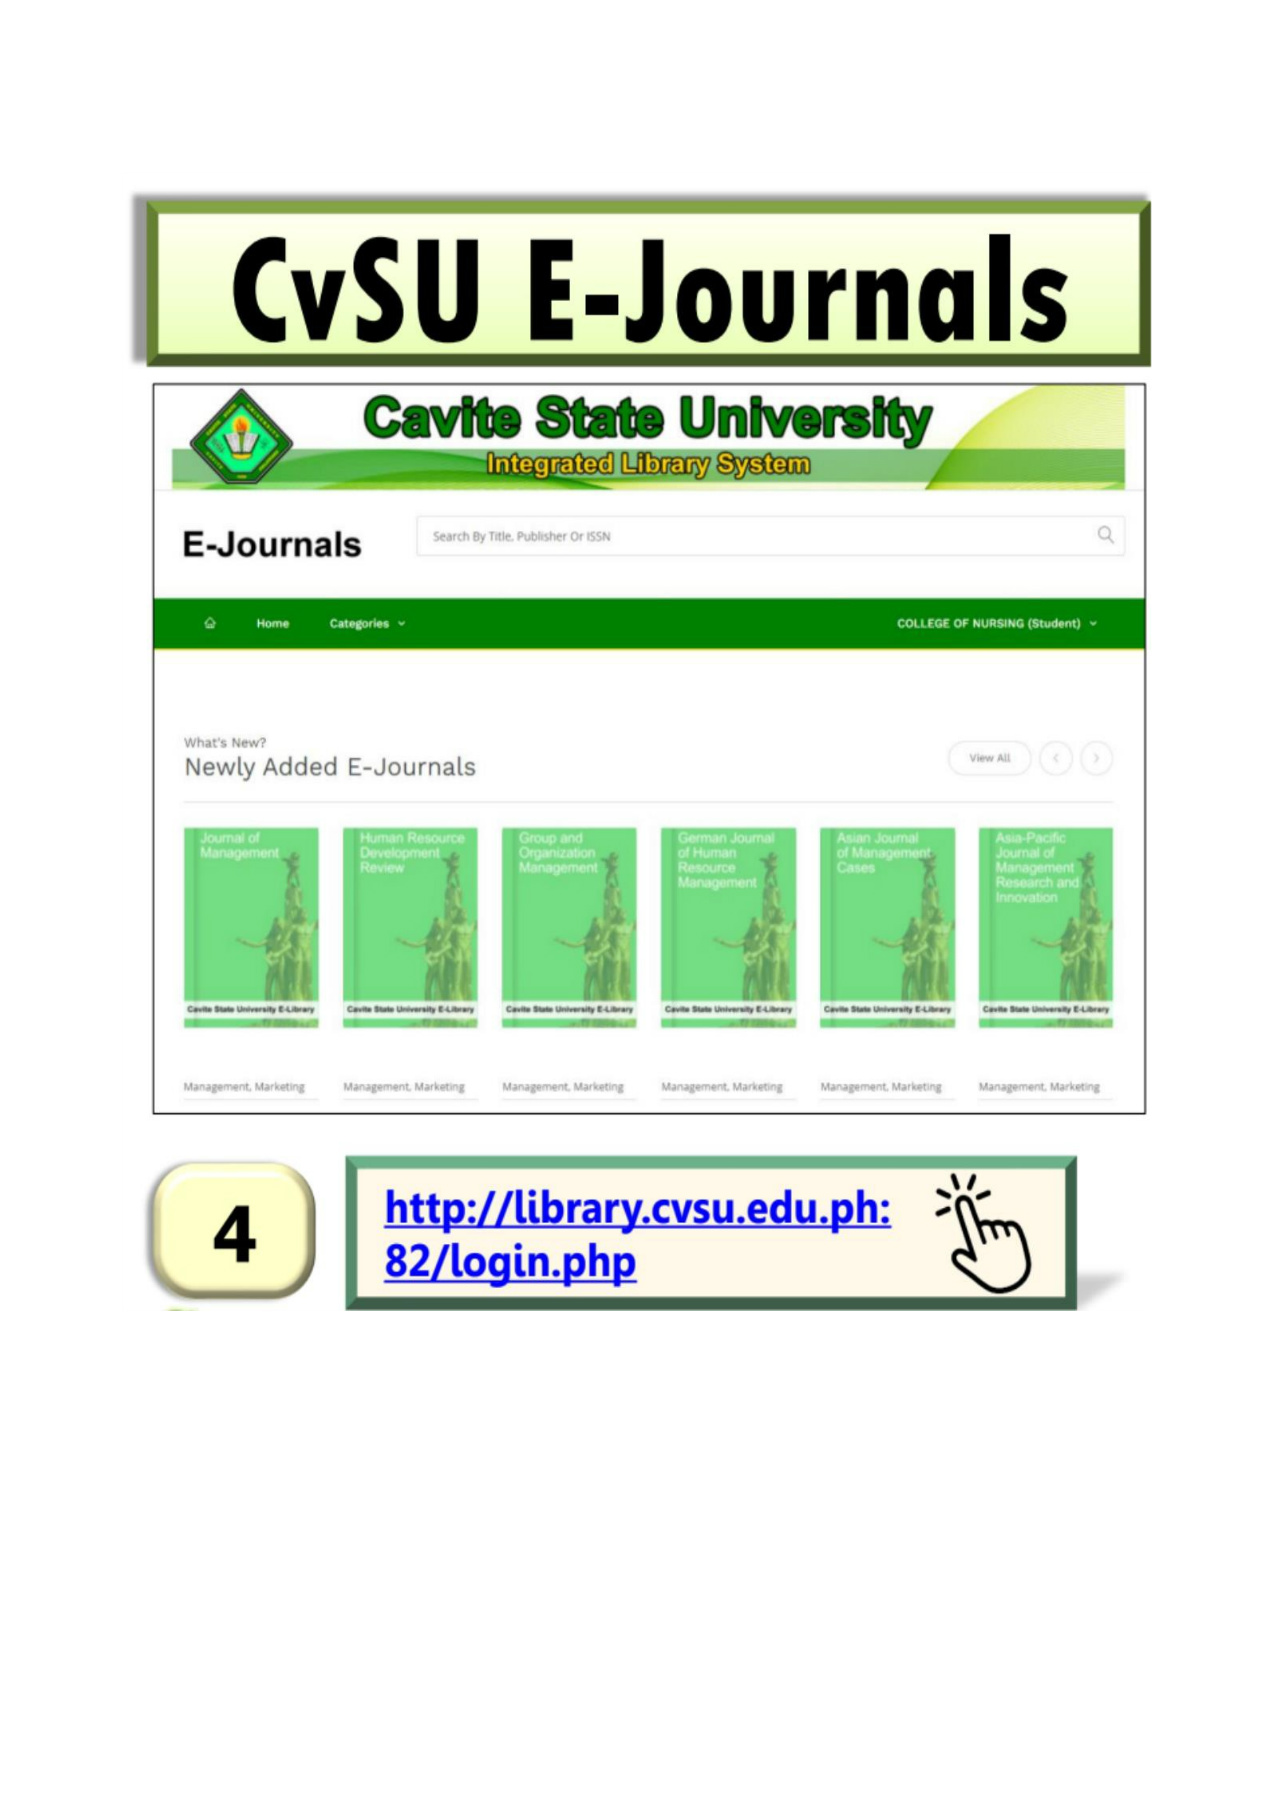 CvSU E-Journals
Cavite State University
Integrated Library System
E-Journals
Search By Title, Publisher Or ISSN
Home
Categories
COLLEGE OF NURSING (Student)
What's New?
Newly Added E-Journals
View All
Journal of
Management
Cavite State University E-Library
Human Resource
Development
Review
Cavite State University E-Library
Group and
Organization
Management
Cavite State University E-Library
German Journal
of Human
Resource
Management
Cavite State University E-Library
Asian Journal
of Management
Cases
Cavite State University E-Library
Asia-Pacific
Journal of
Management
Research and
Innovation
Cavite State University E-Library
Management, Marketing
Management, Marketing
Management, Marketing
Management, Marketing
Management, Marketing
Management, Marketing
4
http://library.cvsu.edu.ph:
82/login.php